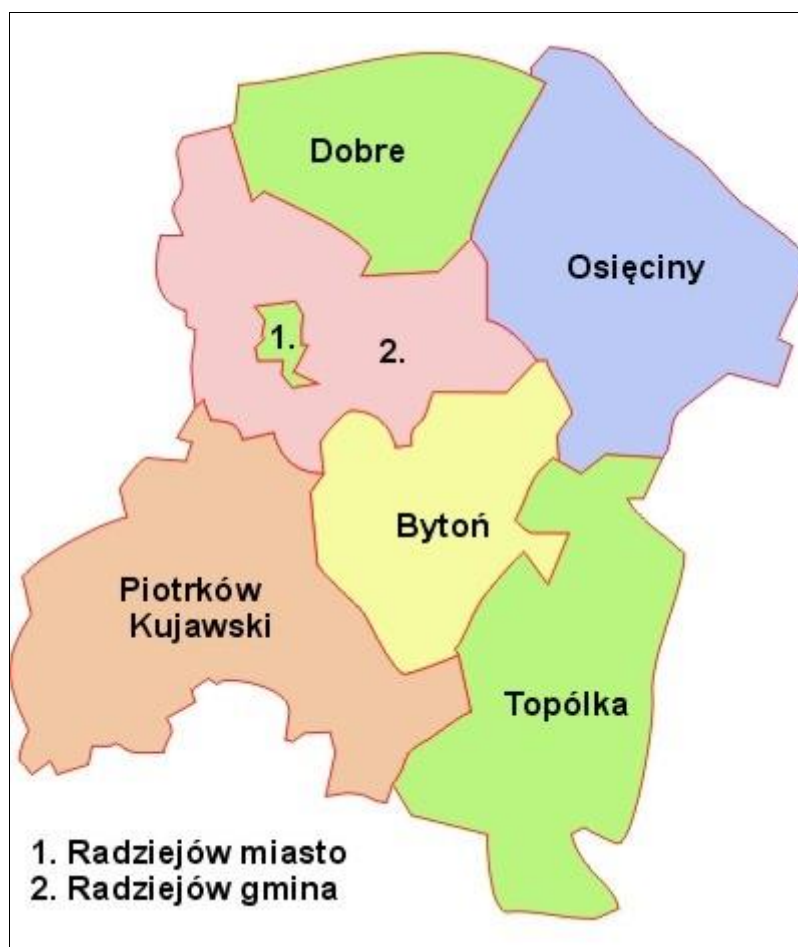 Dobre
Osięciny
1.
2.
Bytoń
Piotrków
Kujawski
Topólka
1. Radziejów miasto
2. Radziejów gmina